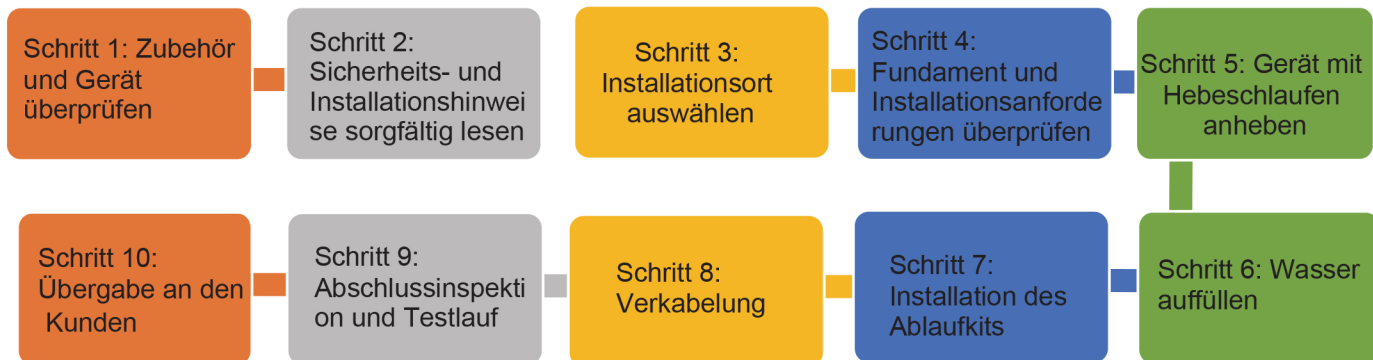 Schritt 1: Zubehör
und Gerät
überprüfen
Schritt 2:
Sicherheits- und
Installationshinwei
se sorgfältig lesen
Schritt 3:
Installationsort
auswählen
Schritt 4:
Fundament und
Installationsanforde
rungen überprüfen
Schritt 5: Gerät mit
Hebeschlaufen
anheben
Schritt 6: Wasser
auffüllen
Schritt 7:
Installation des
Ablaufkits
Schritt 8:
Verkabelung
Schritt 9:
Abschlussinspekti
on und Testlauf
Schritt 10:
Übergabe an den
Kunden